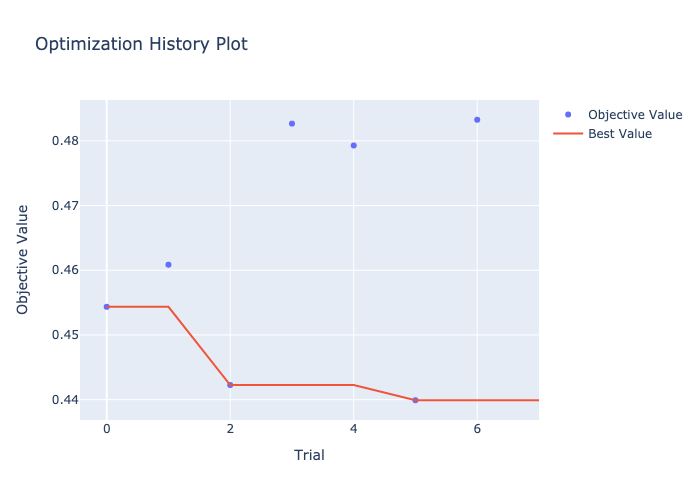 Optimization History Plot
Objective Value
Best Value
0.48
0.47
0.46
0.45
0.44
Objective Value
0
2
4
6
Trial